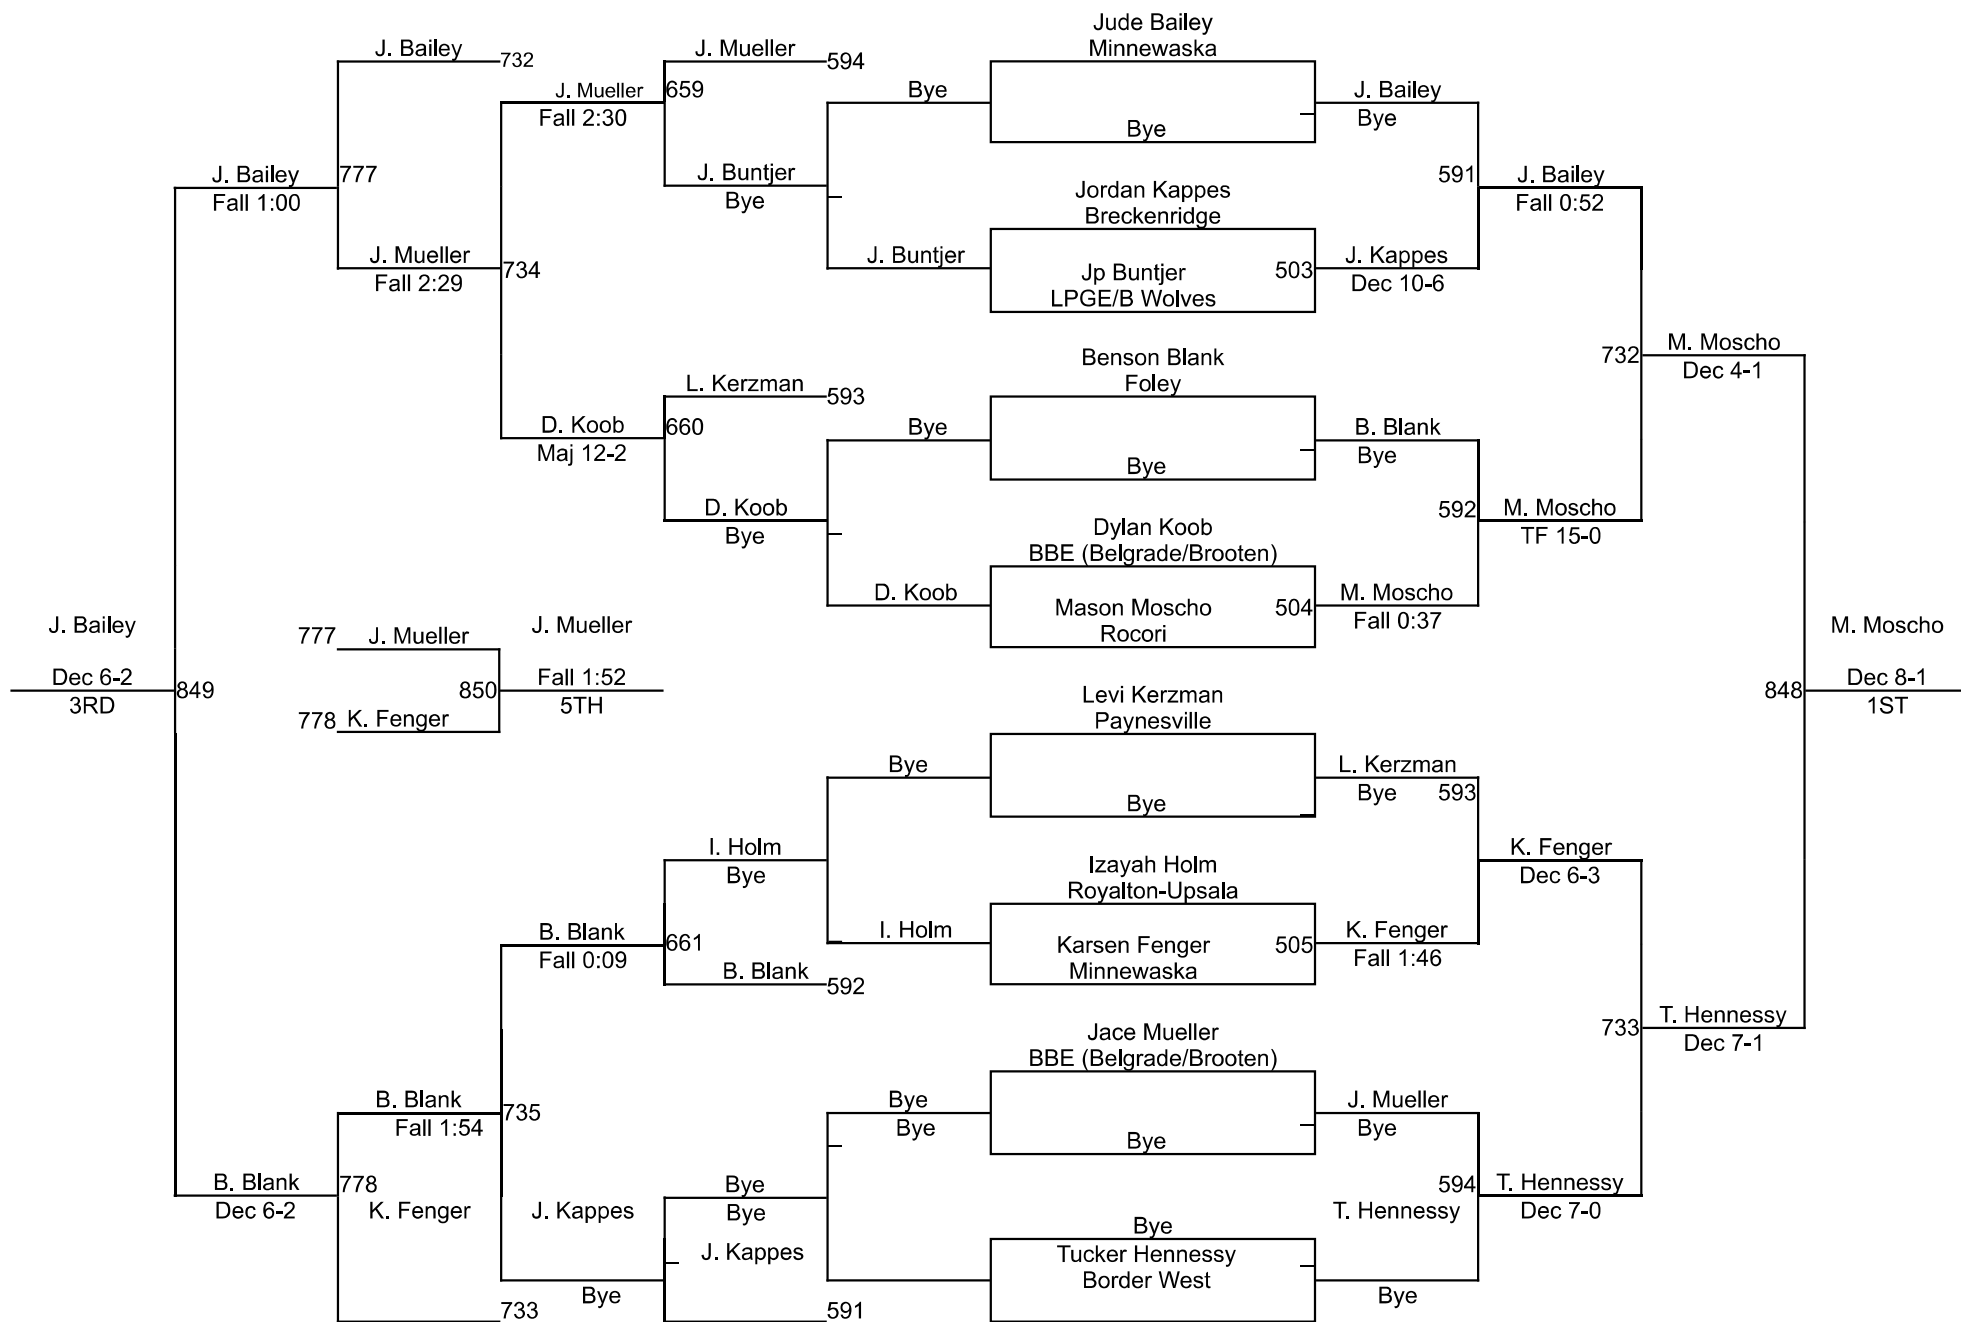 Jude Bailey
Minnewaska
J. Bailey
732
J. Mueller
594
J. Mueller
659
Fall 2:30
Bye
J. Bailey
Bye
Bye
J. Bailey
777
Fall 1:00
J. Buntjer
Bye
591
J. Bailey
Fall 0:52
Jordan Kappes
Breckenridge
J. Mueller
734
Fall 2:29
J. Buntjer
Jp Buntjer
LPGE/B Wolves
503
J. Kappes
Dec 10-6
732
M. Moscho
Dec 4-1
Benson Blank
Foley
L. Kerzman
593
D. Koob
660
Maj 12-2
Bye
B. Blank
Bye
Bye
D. Koob
Bye
592
M. Moscho
TF 15-0
Dylan Koob
BBE (Belgrade/Brooten)
D. Koob
Mason Moscho
Rocori
504
M. Moscho
Fall 0:37
J. Bailey
777
J. Mueller
J. Mueller
M. Moscho
Dec 6-2
849
3RD
850
Fall 1:52
5TH
848
Dec 8-1
1ST
778
K. Fenger
Levi Kerzman
Paynesville
Bye
L. Kerzman
Bye
593
Bye
I. Holm
Bye
K. Fenger
Dec 6-3
Izayah Holm
Royalton-Upsala
B. Blank
661
Fall 0:09
I. Holm
Karsen Fenger
Minnewaska
505
K. Fenger
Fall 1:46
B. Blank
592
733
T. Hennessy
Dec 7-1
Jace Mueller
BBE (Belgrade/Brooten)
B. Blank
735
Fall 1:54
Bye
Bye
J. Mueller
Bye
Bye
B. Blank
778
Dec 6-2
K. Fenger
J. Kappes
Bye
Bye
594
T. Hennessy
T. Hennessy
Dec 7-0
J. Kappes
Bye
Tucker Hennessy
Border West
733
Bye
591
Bye